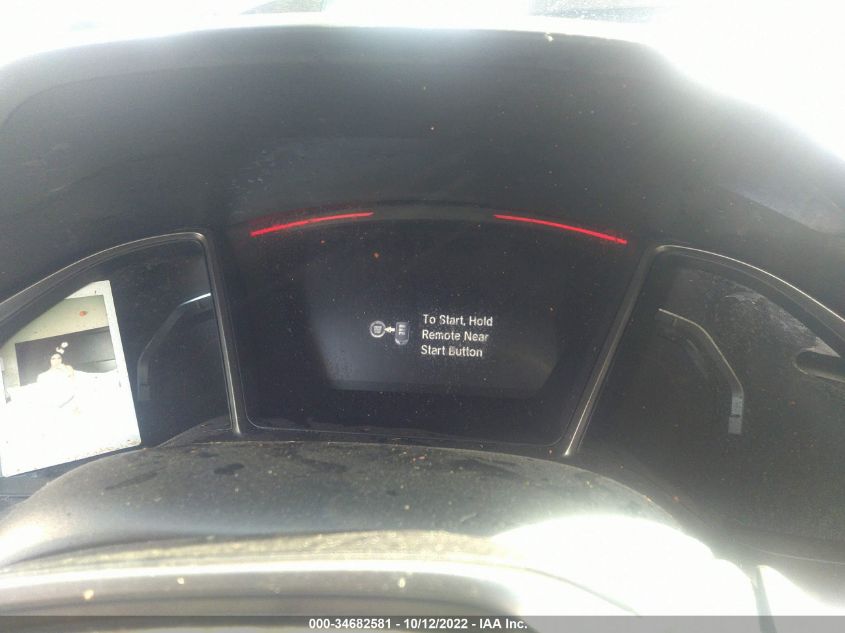 To Start, Hold
Remote Near
Start Button
000-34682581 - 10/12/2022 - IAA Inc.